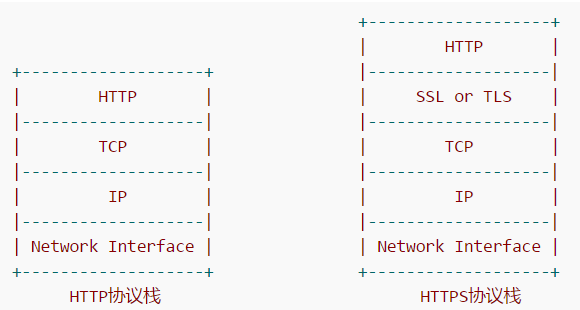 HTTP
TCP
IP
Network Interface
HTTP协议栈
HTTP
SSL or TLS
TCP
IP
Network Interface
HTTPS协议栈